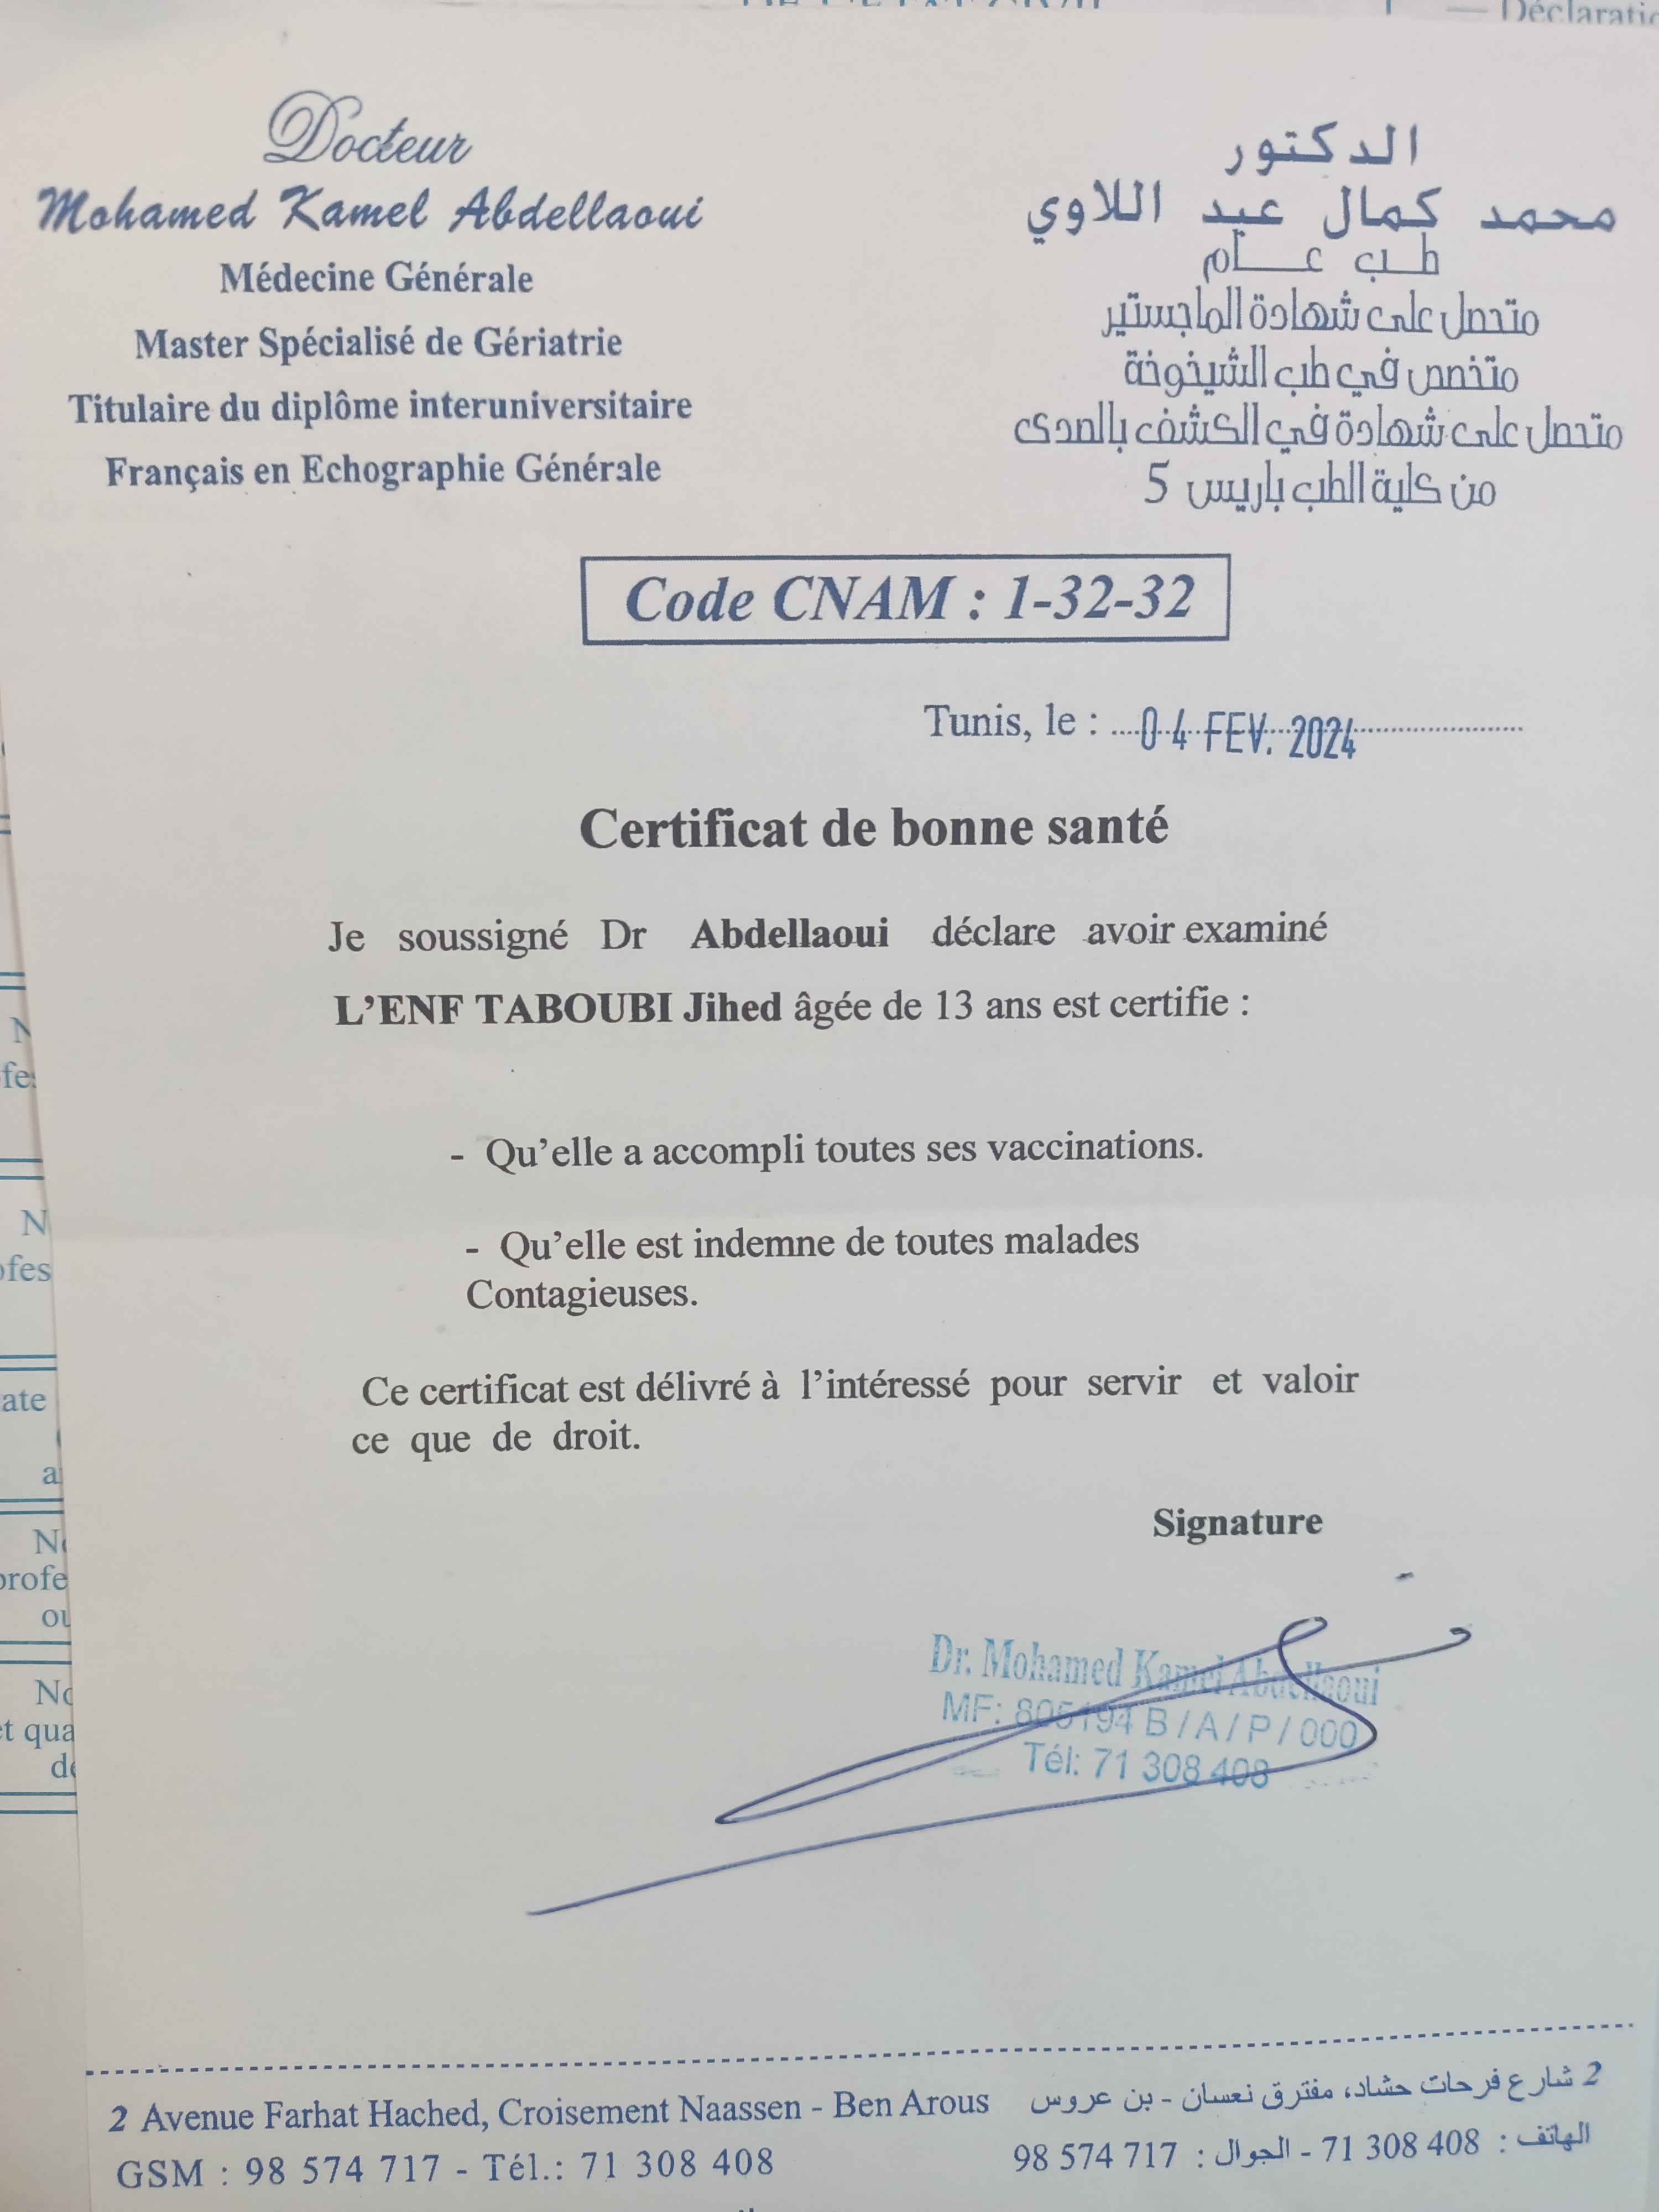 Déclaratio
Docteur
Mohamed Kamel Abdellaoui
Médecine Générale
Master Spécialisé de Gériatrie
Titulaire du diplôme interuniversitaire
Français en Echographie Générale
الدكتور
محمد كمال عبد اللاوي
طب عـــام
متحصل على شهادة الماجستير
متخصص في طب الشيخوخة
متحصل على شهادة في الكشف بالصدى
من كلية الطب باريس 5
Code CNAM : 1-32-32
Tunis, le : 04 FEV. 2024
Certificat de bonne santé
Je soussigné Dr Abdellaoui déclare avoir examiné
L'ENF TABOUBI Jihed âgée de 13 ans est certifie :
- Qu'elle a accompli toutes ses vaccinations.
- Qu'elle est indemne de toutes malades
Contagieuses.
Ce certificat est délivré à l'intéressé pour servir et valoir
ce que de droit.
Signature
Dr. Mohamed Kamel Abdellaoui
MF: 805194 B / A / P / 000
Tél: 71 308 408
2 Avenue Farhat Hached, Croisement Naassen - Ben Arous
GSM : 98 574 717 - Tél.: 71 308 408
2 شارع فرحات حشاد، مفترق نعسان - بن عروس
الهاتف : 71 308 408 - الجوال : 98 574 717